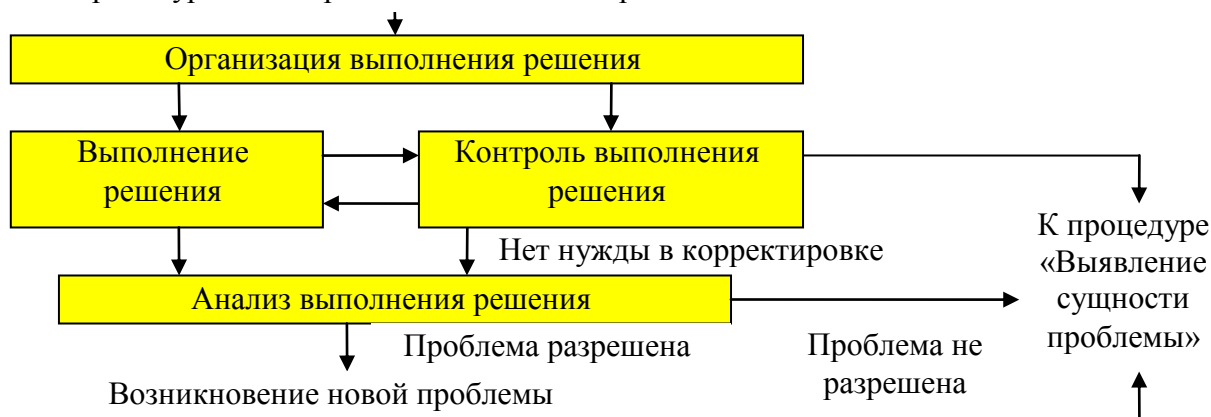 Организация выполнения решения
Выполнение
решения
Контроль выполнения
решения
Нет нужды в корректировке
К процедуре
«Выявление
сущности
проблемы»
Анализ выполнения решения
Проблема разрешена
Проблема не
разрешена
Возникновение новой проблемы